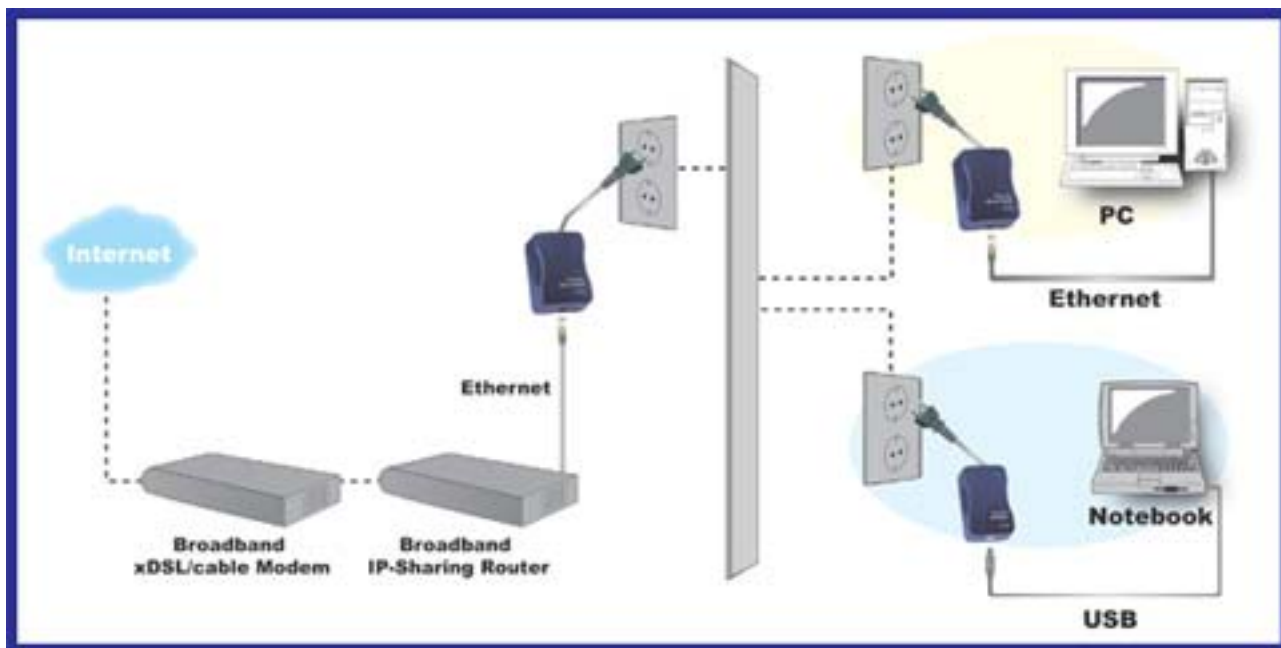 Internet
Ethernet
Broadband
xDSL/cable Modem
Broadband
IP-Sharing Router
PC
Ethernet
Notebook
USB